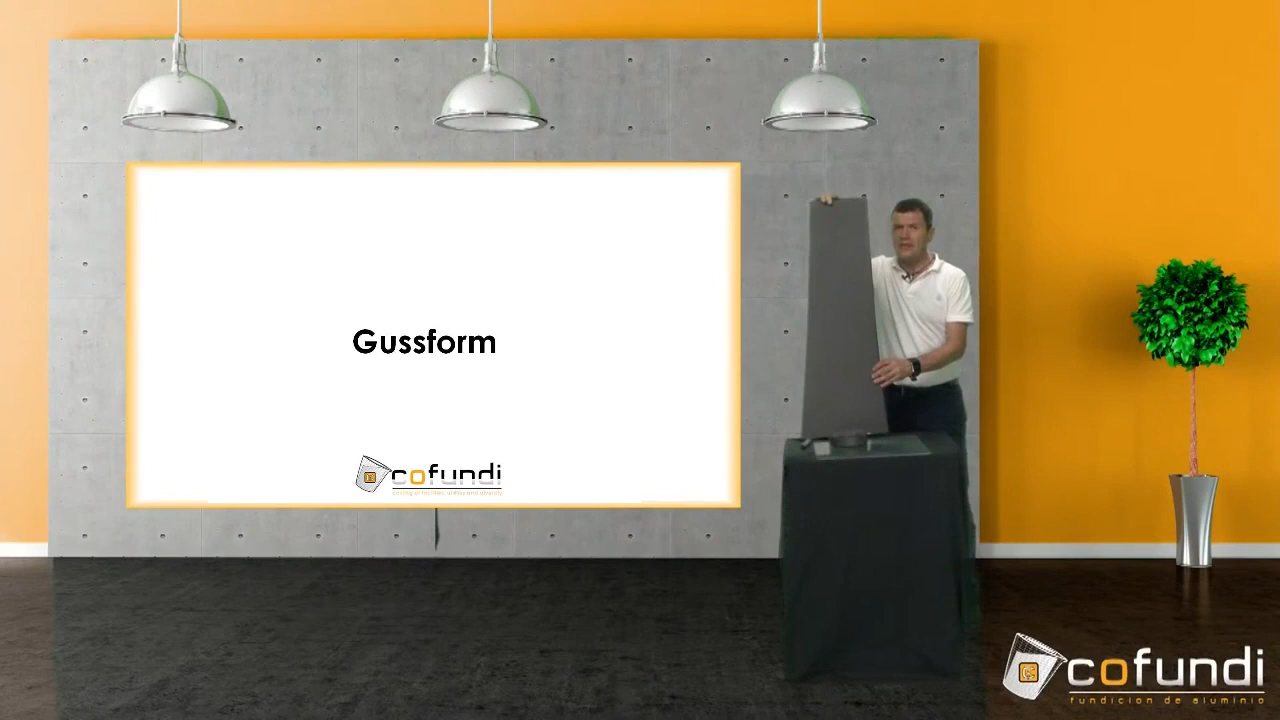 Gussform
cofundi
cofundi
fundicion de aluminio